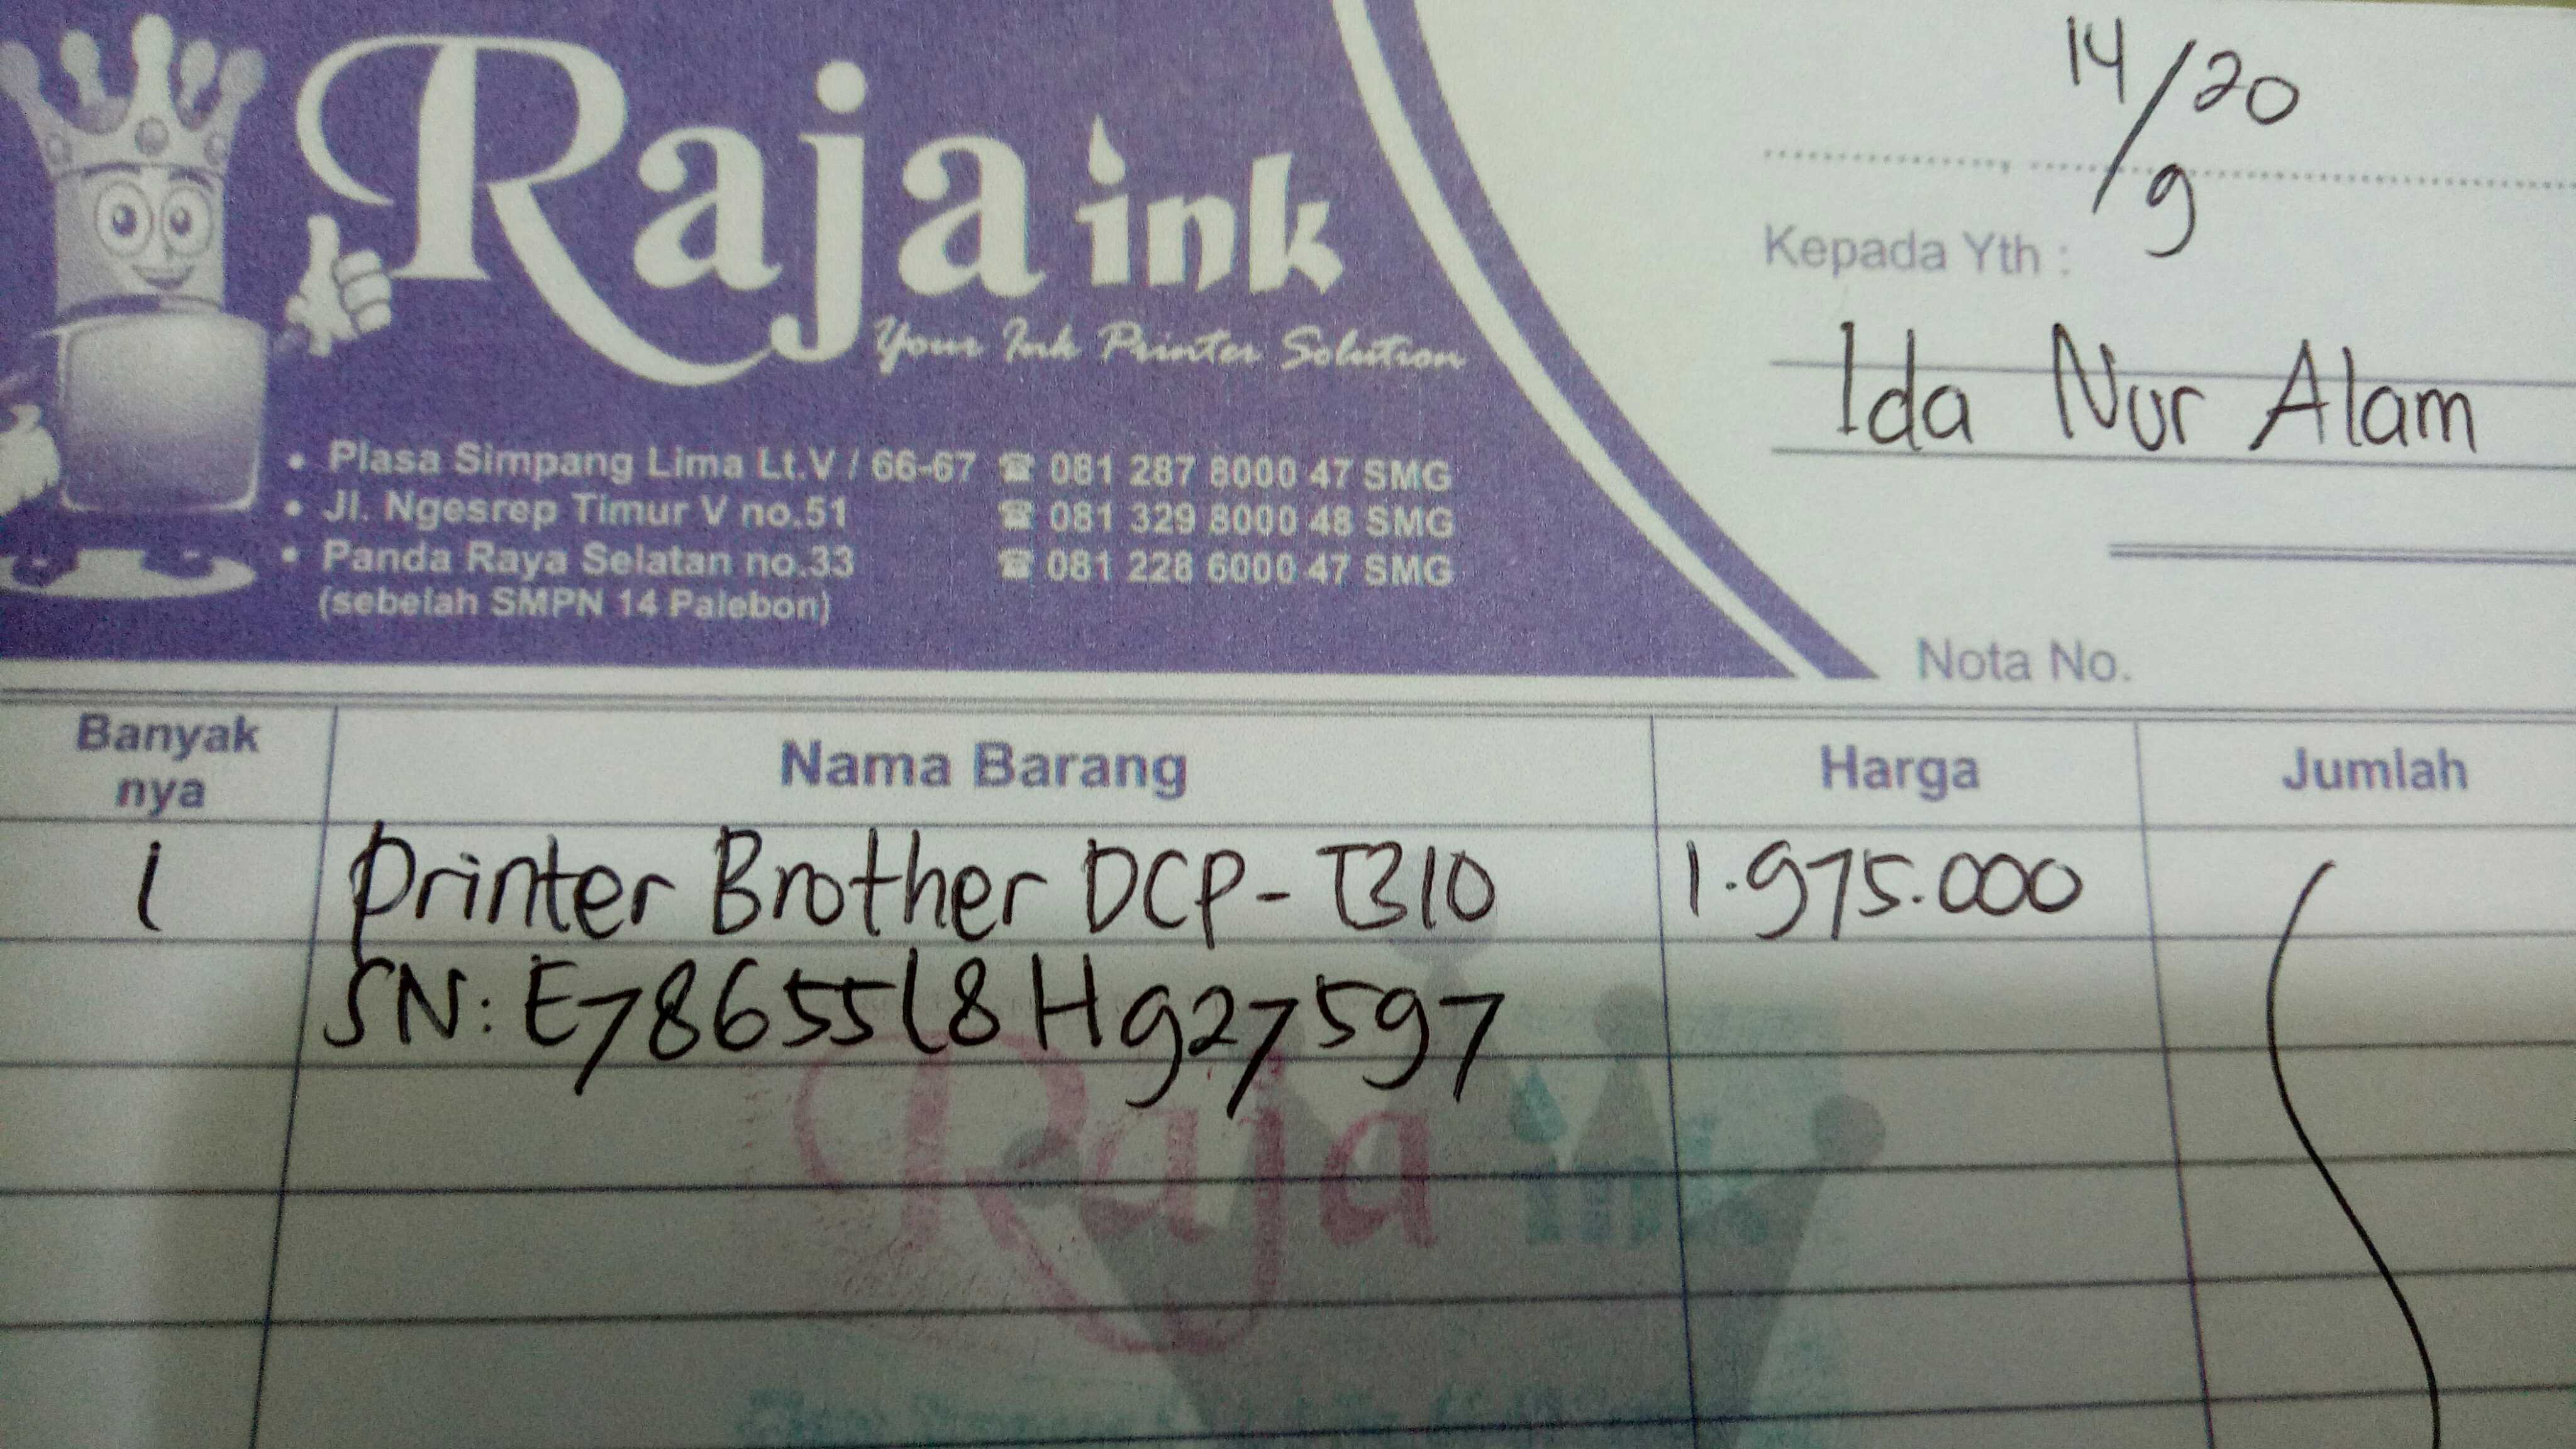 Raja ink
Your Ink Printer Solution
• Plasa Simpang Lima Lt.V / 66-67 ☎ 081 287 8000 47 SMG
• Jl. Ngesrep Timur V no.51 ☎ 081 329 8000 48 SMG
• Panda Raya Selatan no.33 ☎ 081 228 6000 47 SMG
(sebelah SMPN 14 Palebon)
14/9 20
Kepada Yth :
Ida Nur Alam
Nota No.
Banyak nya Nama Barang Harga Jumlah
1 Printer Brother DCP-T310 1.975.000
SN: E78655L8H927597
Raja ink